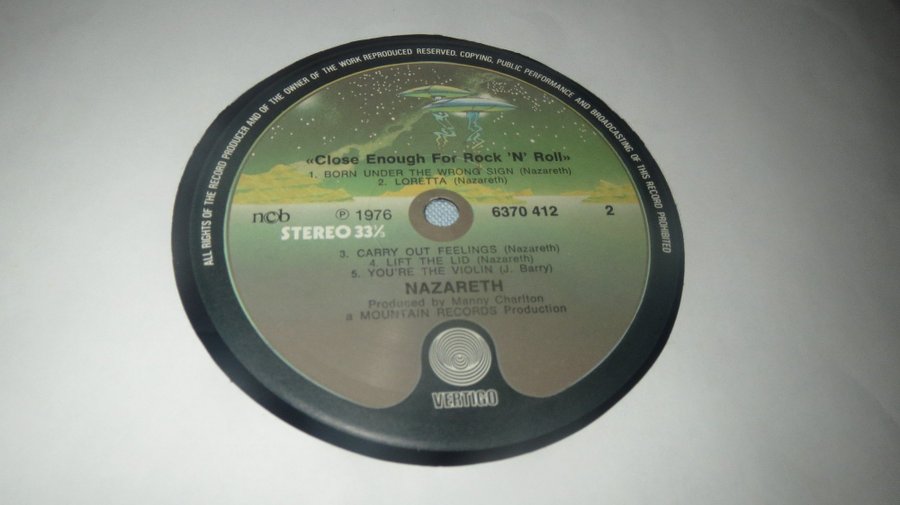 ALL RIGHTS OF THE RECORD PRODUCER AND OF THE OWNER OF THE WORK REPRODUCED RESERVED. COPYING, PUBLIC PERFORMANCE AND BROADCASTING OF THIS RECORD PROHIBITED
«Close Enough For Rock 'N' Roll»
1. BORN UNDER THE WRONG SIGN (Nazareth)
2. LORETTA (Nazareth)
ncb ℗ 1976 6370 412 2
STEREO 33⅓
3. CARRY OUT FEELINGS (Nazareth)
4. LIFT THE LID (Nazareth)
5. YOU'RE THE VIOLIN (J. Barry)
NAZARETH
Produced by Manny Charlton
a MOUNTAIN RECORDS Production
VERTIGO